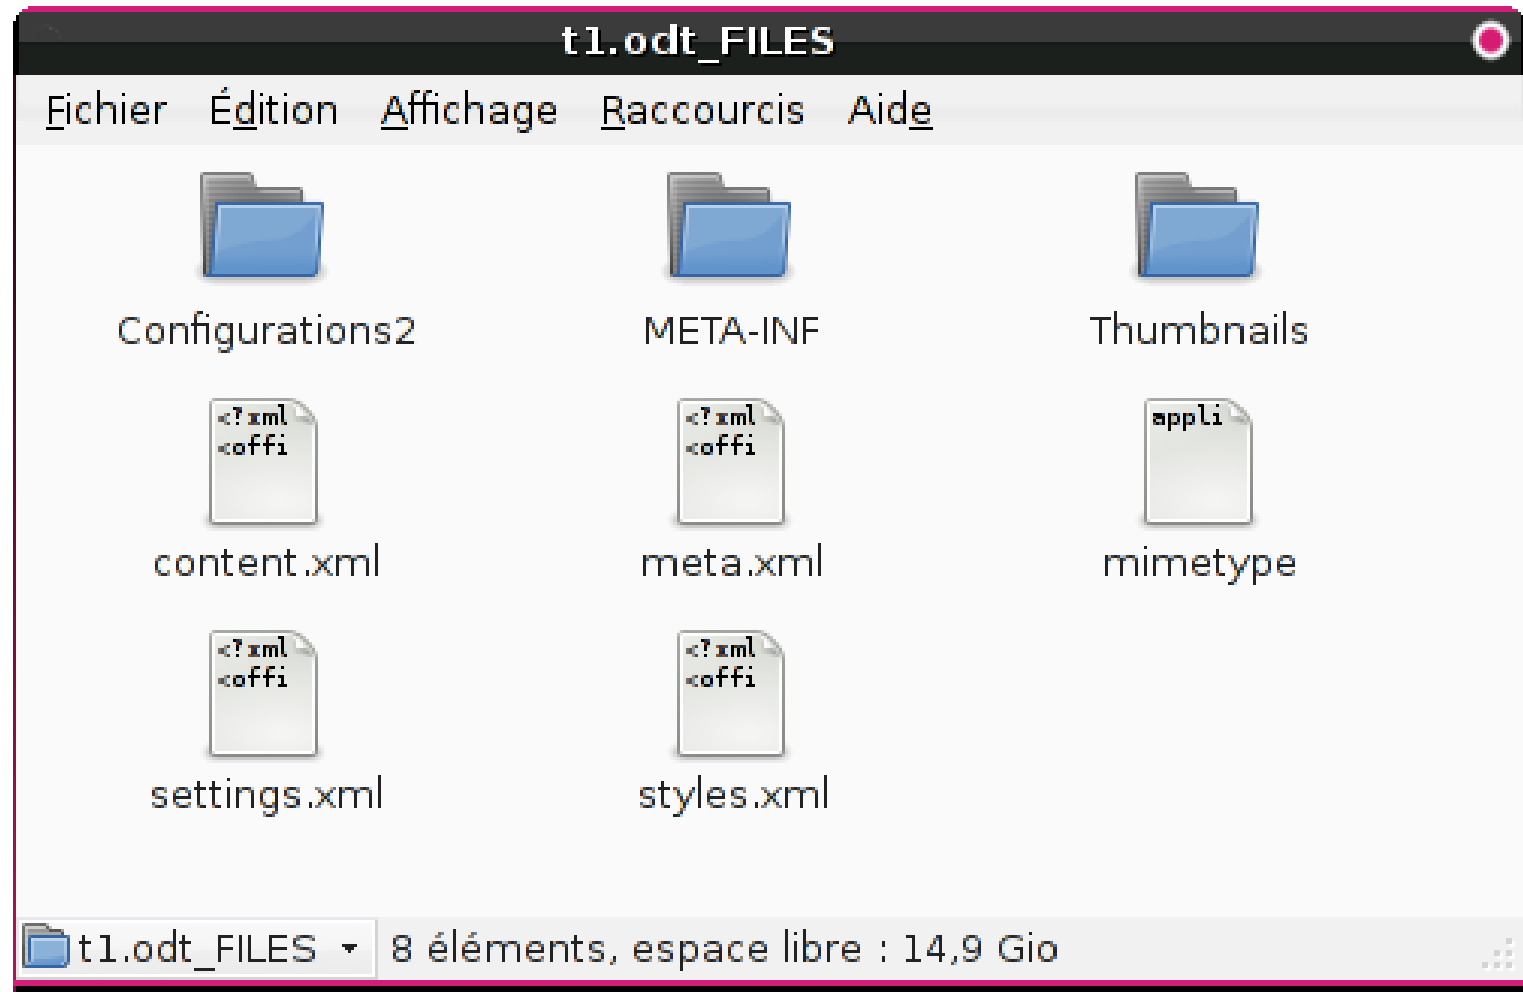 t1.odt_FILES
Fichier Édition Affichage Raccourcis Aide
Configurations2 META-INF Thumbnails
<?xml <?xml appli
<offi <offi
content.xml meta.xml mimetype
<?xml <?xml
<offi <offi
settings.xml styles.xml
t1.odt_FILES 8 éléments, espace libre : 14,9 Gio